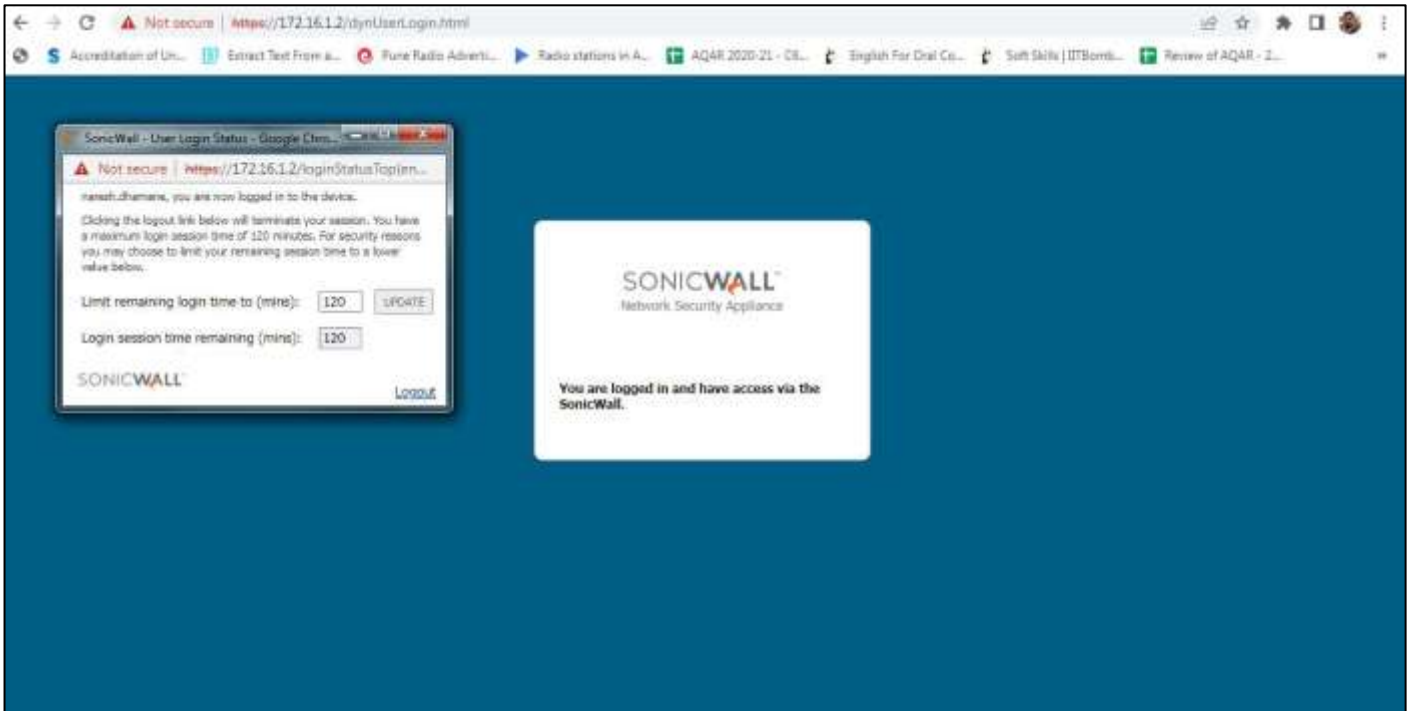 Not secure | https://172.16.1.2/dynUserLogin.html
Accreditation of Un... Extract Text From a... Pune Radio Adverti... Radio stations in A... AQAR 2020-21 - CR... English For Oral Co... Soft Skills | IITBomb... Review of AQAR - 2...
SonicWall - User Login Status - Google Chro...
Not secure | https://172.16.1.2/loginStatusTop(en...
naresh.dhamane, you are now logged in to the device.
Clicking the logout link below will terminate your session. You have
a maximum login session time of 120 minutes. For security reasons
you may choose to limit your remaining session time to a lower
value below.
Limit remaining login time to (mins): 120 UPDATE
Login session time remaining (mins): 120
SONICWALL
Logout
SONICWALL
Network Security Appliance
You are logged in and have access via the
SonicWall.